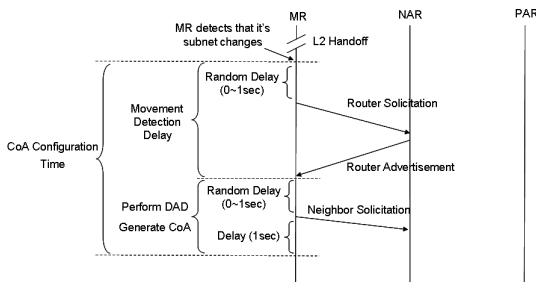 MR
NAR
PAR
MR detects that it's
subnet changes
L2 Handoff
Random Delay
(0~1sec)
Router Solicitation
Movement
Detection
Delay
CoA Configuration
Time
Router Advertisement
Random Delay
(0~1sec)
Perform DAD
Generate CoA
Neighbor Solicitation
Delay (1sec)